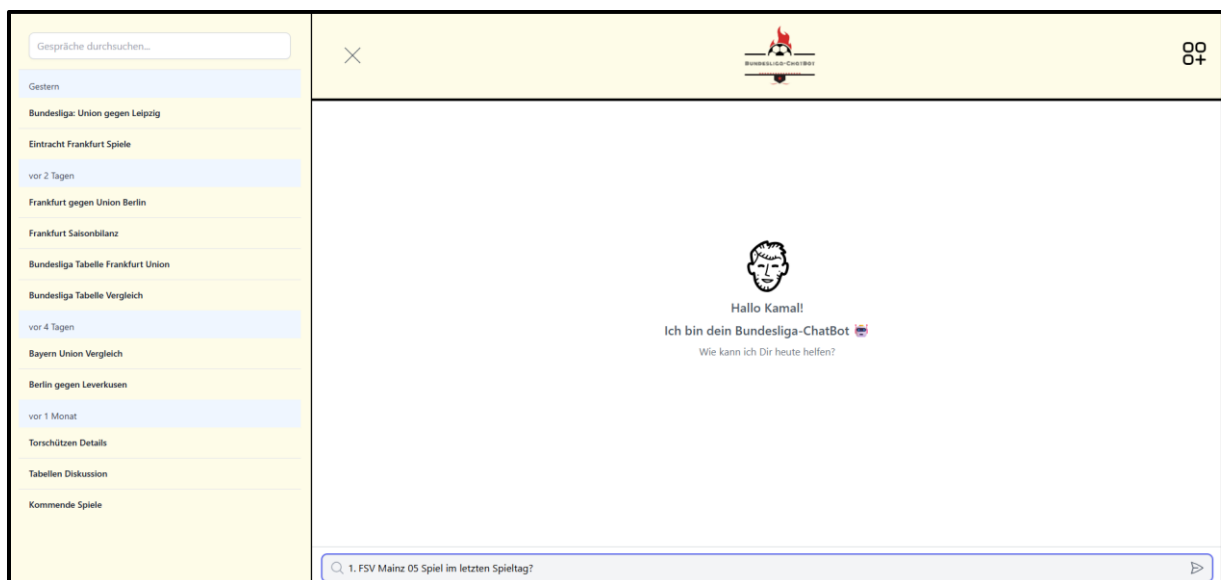 Gespräche durchsuchen...
Gestern
Bundesliga: Union gegen Leipzig
Eintracht Frankfurt Spiele
vor 2 Tagen
Frankfurt gegen Union Berlin
Frankfurt Saisonbilanz
Bundesliga Tabelle Frankfurt Union
Bundesliga Tabelle Vergleich
vor 4 Tagen
Bayern Union Vergleich
Berlin gegen Leverkusen
vor 1 Monat
Torschützen Details
Tabellen Diskussion
Kommende Spiele
Bundesliga-ChatBot
Hallo Kamal!
Ich bin dein Bundesliga-ChatBot
Wie kann ich Dir heute helfen?
1. FSV Mainz 05 Spiel im letzten Spieltag?